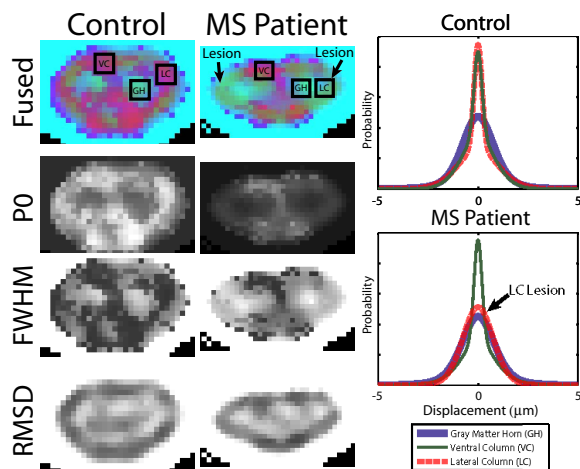 Control
MS Patient
Fused
VC
LC
GH
Lesion
Lesion
VC
GH
LC
P0
FWHM
RMSD
Control
Probability
-5
0
5
MS Patient
Probability
LC Lesion
-5
0
5
Displacement (μm)
Gray Matter Horn (GH)
Ventral Column (VC)
Lateral Column (LC)